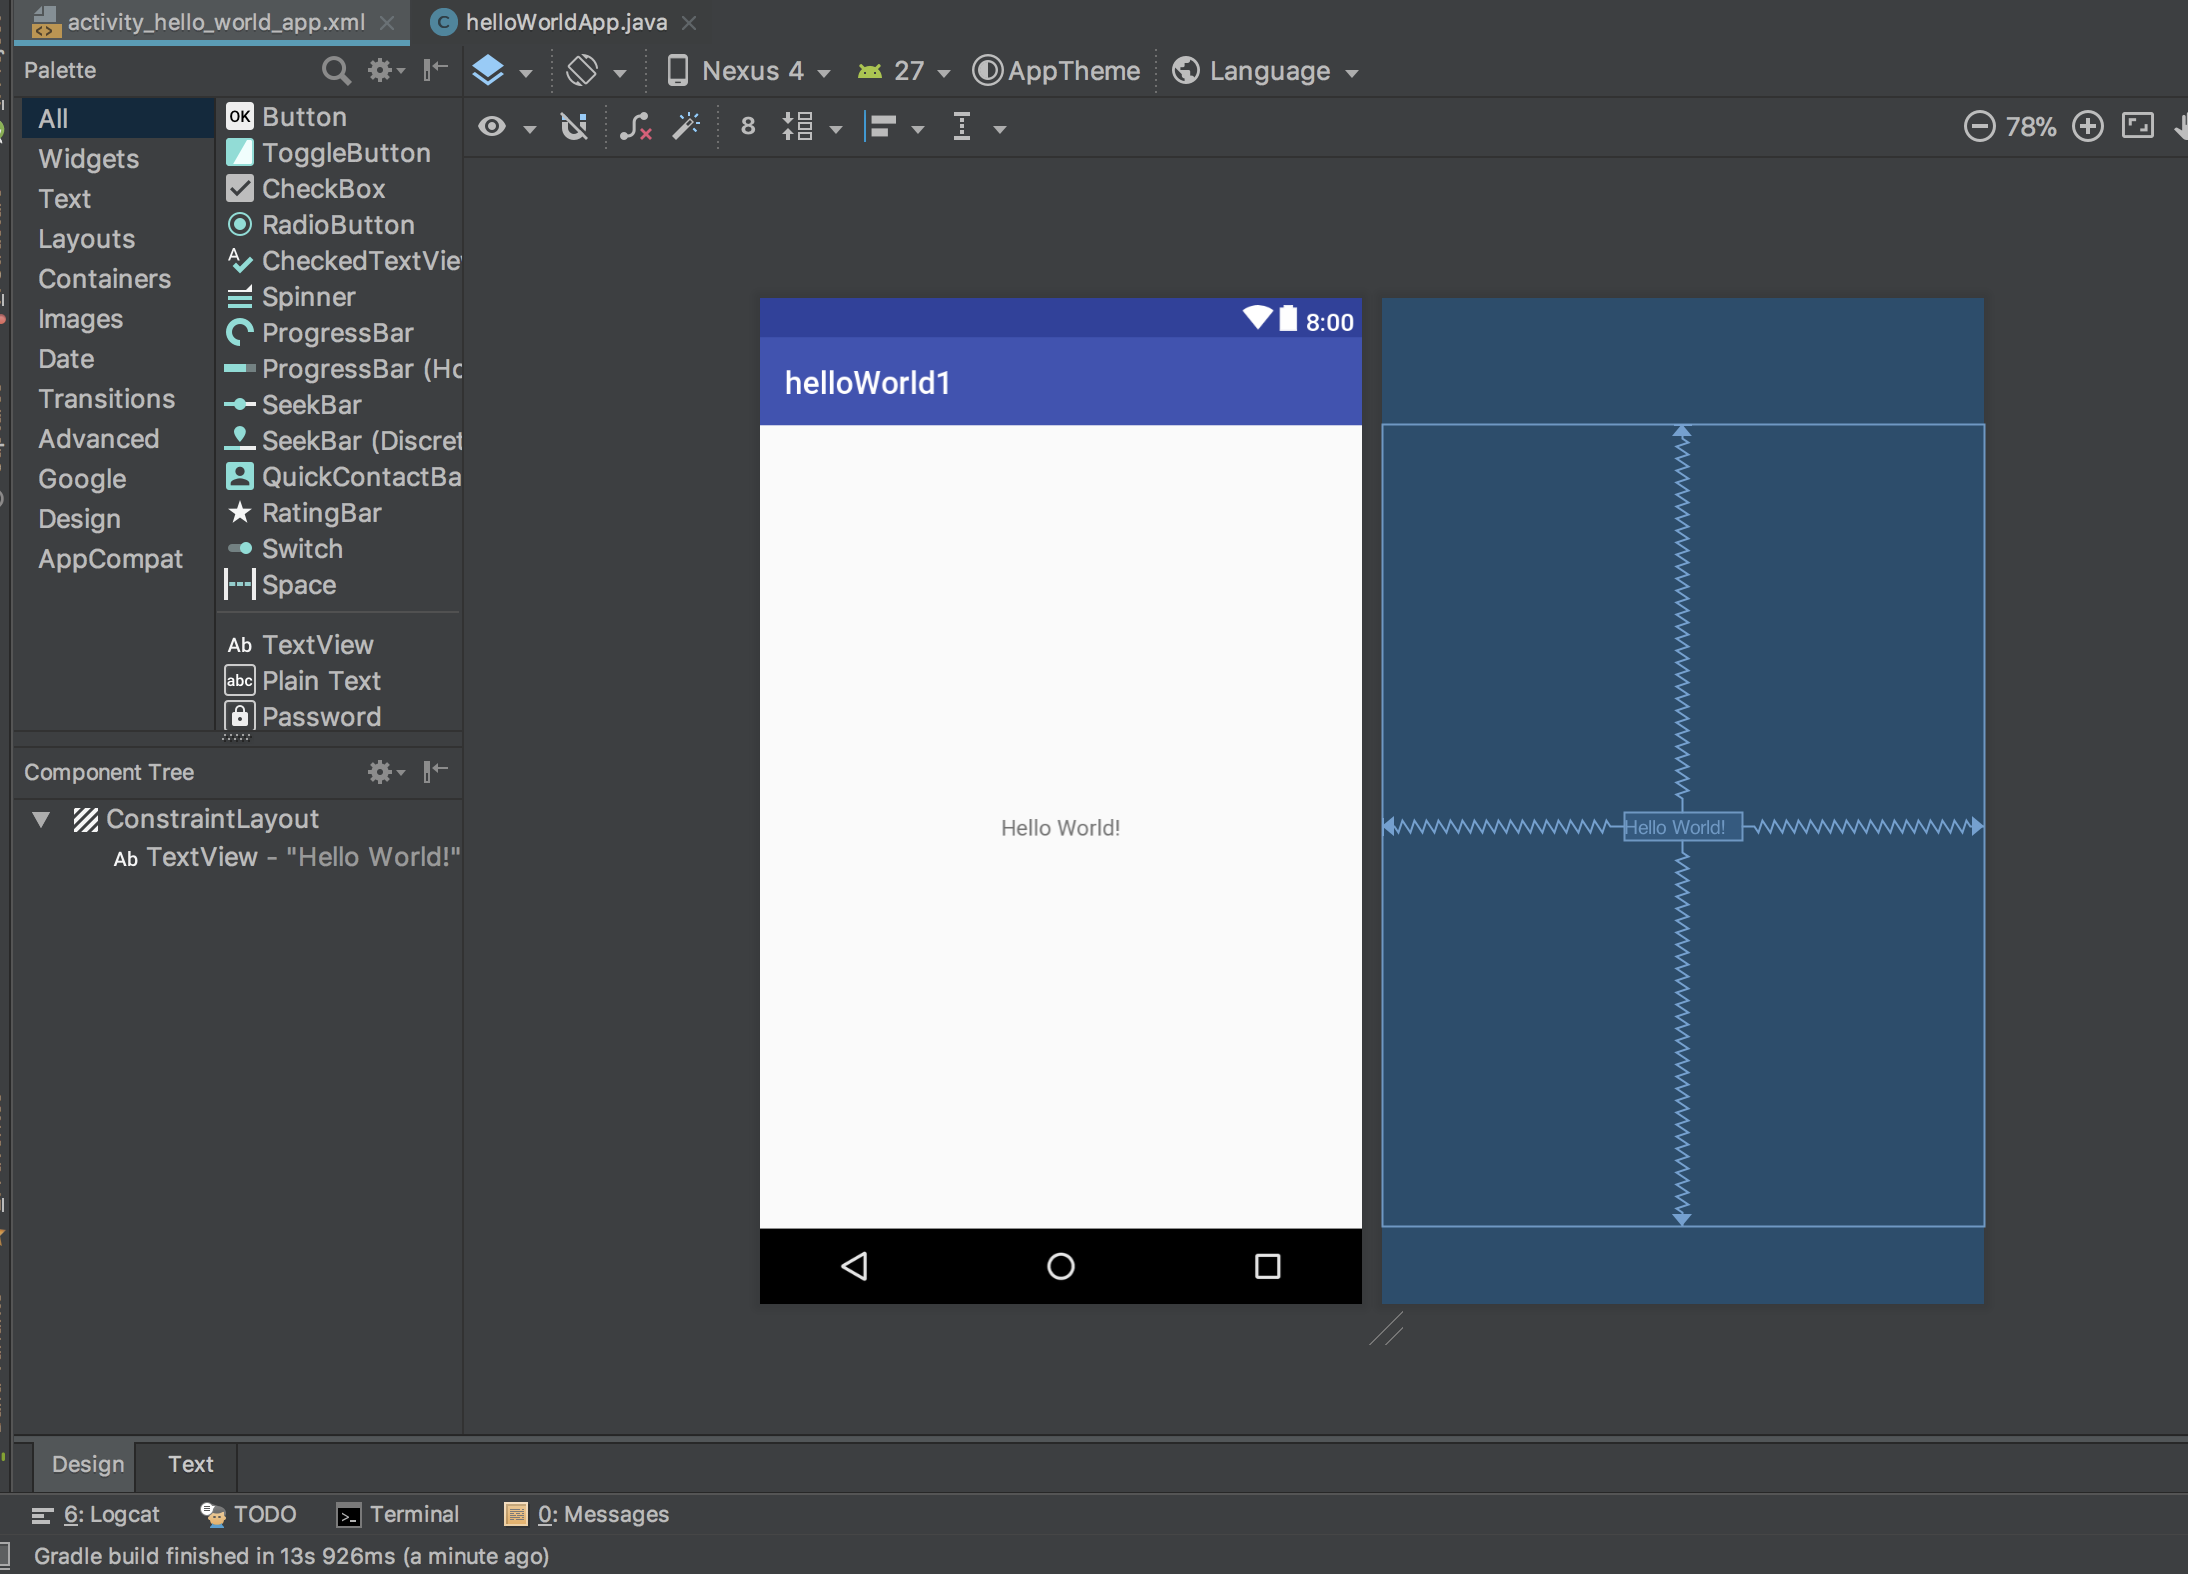 activity_hello_world_app.xml
helloWorldApp.java
Palette
Nexus 4
27
AppTheme
Language
8
78%
All
Widgets
Text
Layouts
Containers
Images
Date
Transitions
Advanced
Google
Design
AppCompat
OK Button
ToggleButton
CheckBox
RadioButton
CheckedTextVie
Spinner
ProgressBar
ProgressBar (Ho
SeekBar
SeekBar (Discret
QuickContactBa
RatingBar
Switch
Space
Ab TextView
abc Plain Text
Password
Component Tree
ConstraintLayout
Ab TextView - "Hello World!"
8:00
helloWorld1
Hello World!
Hello World!
Design
Text
6: Logcat
TODO
Terminal
0: Messages
Gradle build finished in 13s 926ms (a minute ago)